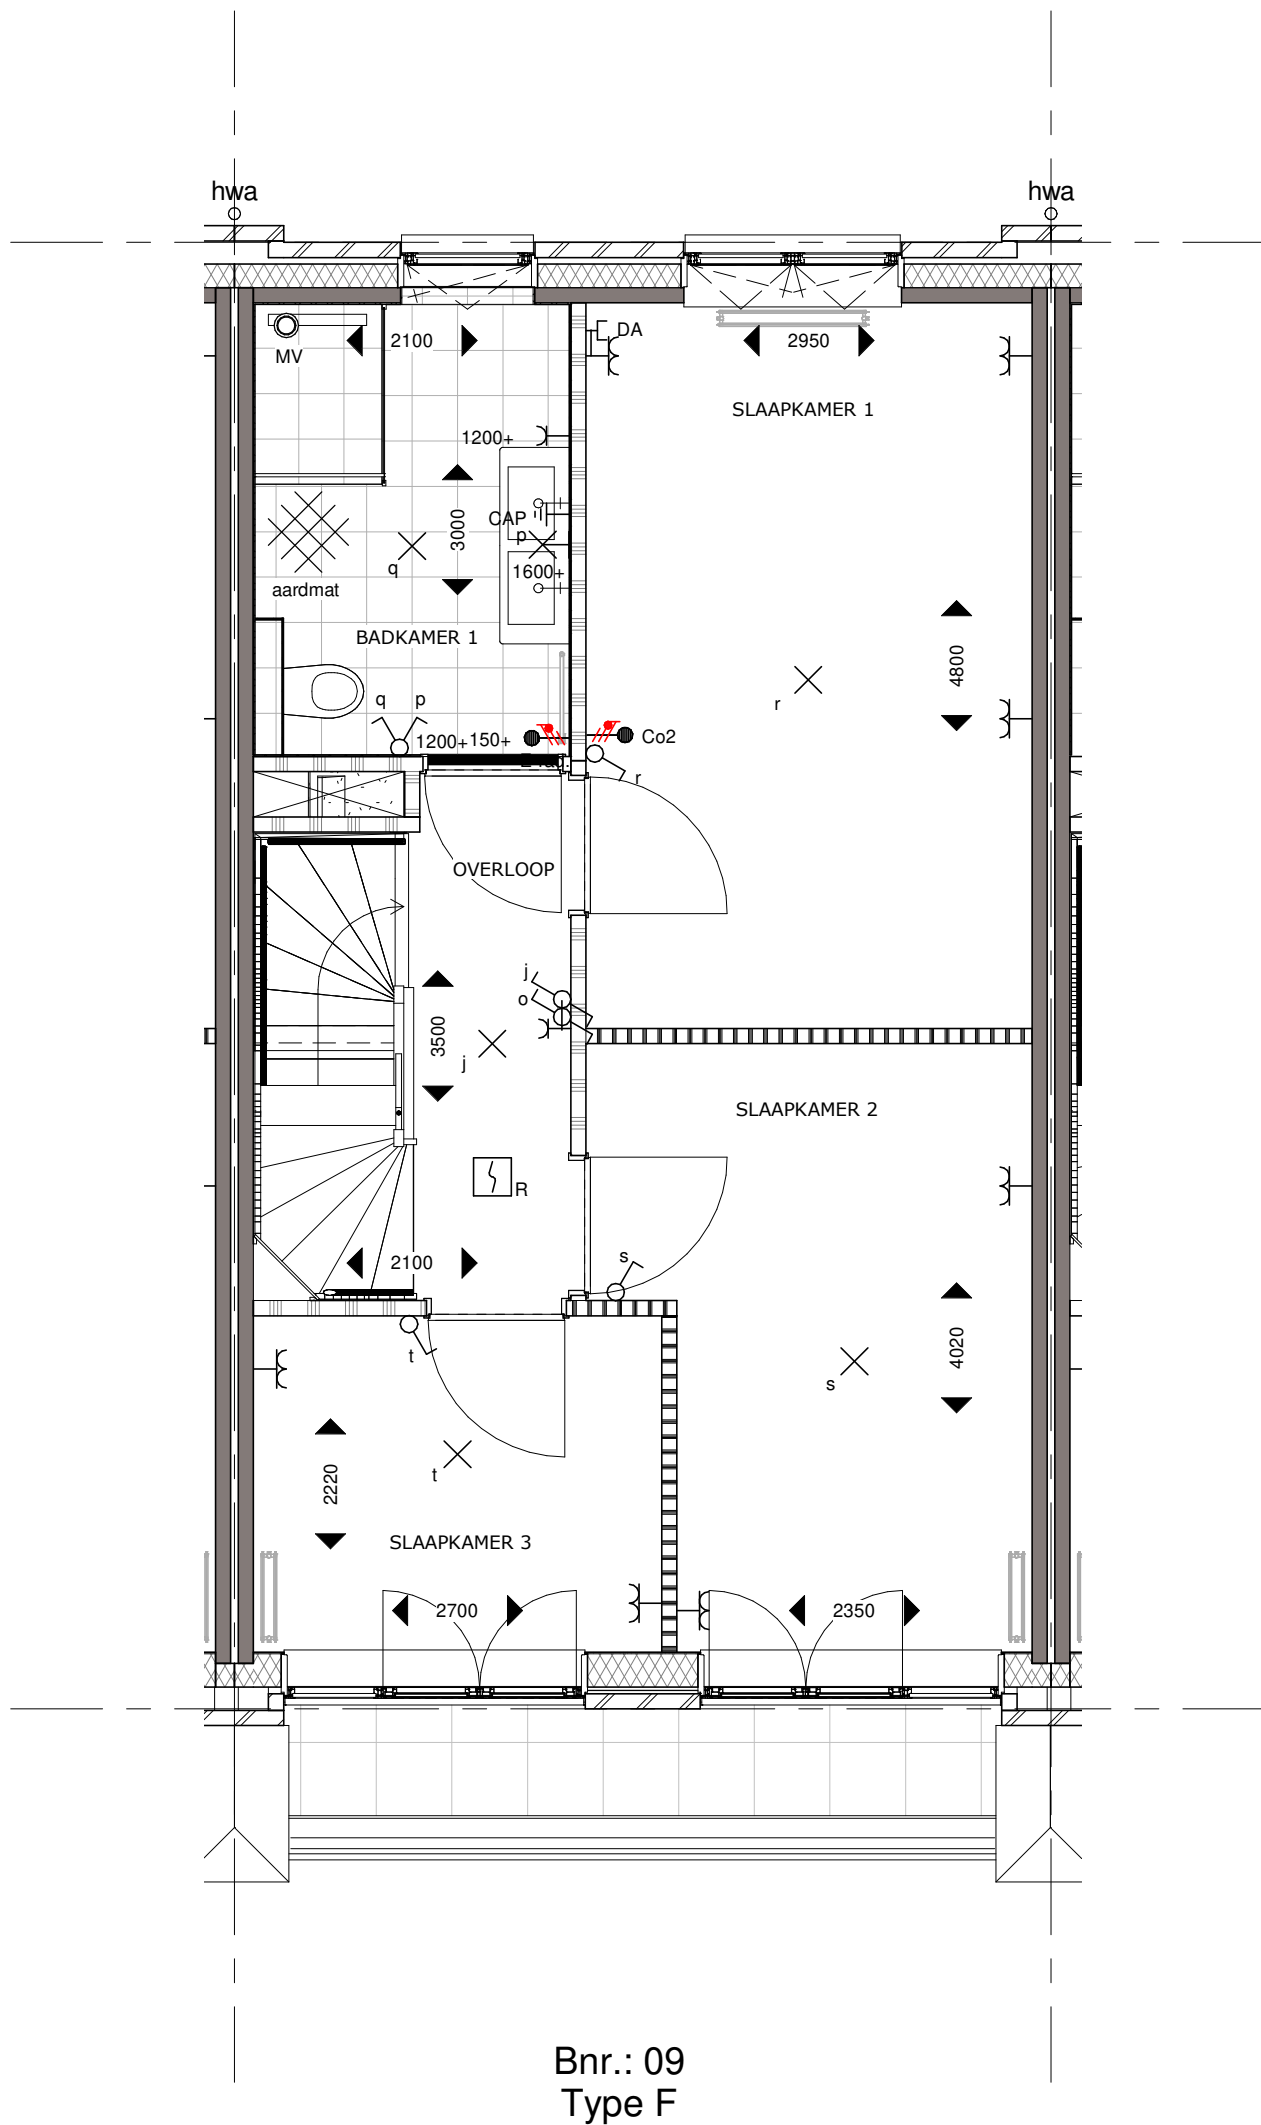 hwa
hwa
MV
2100
DA
2950
SLAAPKAMER 1
1200+
3000
CAP
p
q
1600+
aardmat
BADKAMER 1
4800
r
q
p
1200+
150+
Co2
r
OVERLOOP
j
o
3500
j
SLAAPKAMER 2
R
2100
s
t
4020
s
t
2220
SLAAPKAMER 3
2700
2350
Bnr.: 09
Type F